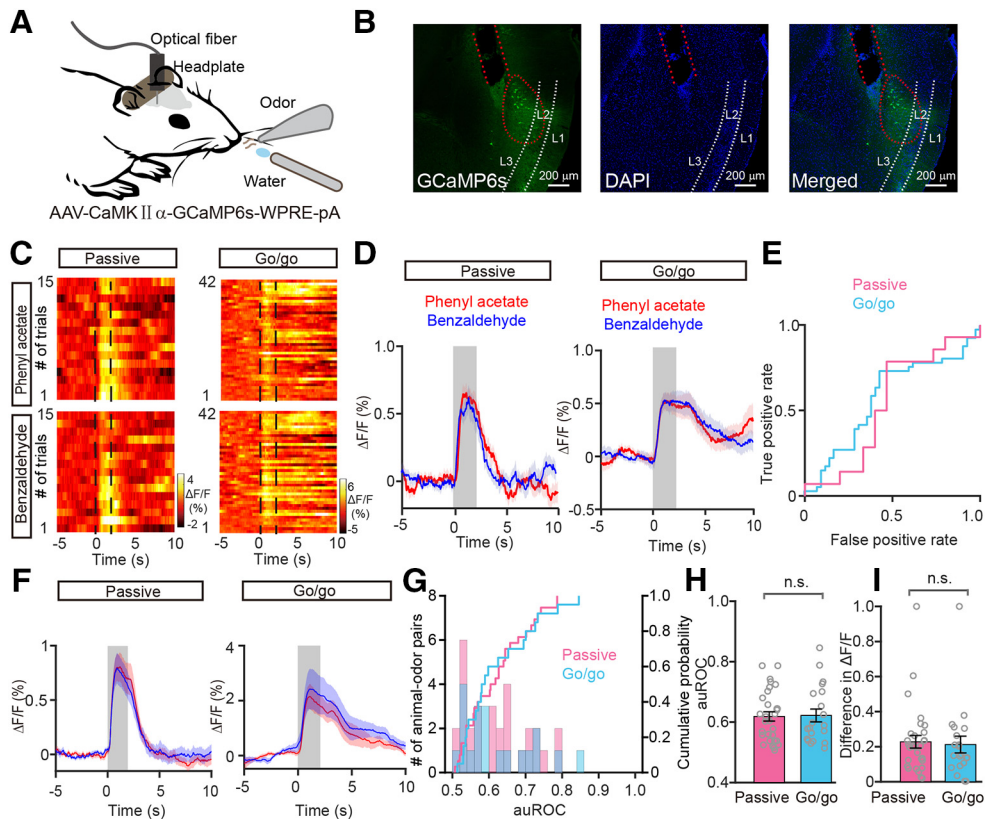 A
Optical fiber
Headplate
Odor
Water
AAV-CaMKⅡα-GCaMP6s-WPRE-pA
B
L2
L1
L3
GCaMP6s
200 μm
L2
L1
L3
DAPI
200 μm
L2
L1
L3
Merged
200 μm
C
Passive
Go/go
Phenyl acetate
# of trials
15
1
42
1
Benzaldehyde
# of trials
15
1
42
1
4
ΔF/F
(%)
-2
6
ΔF/F
(%)
-5
-5 0 5 10
Time (s)
-5 0 5 10
Time (s)
D
Passive
Go/go
Phenyl acetate
Benzaldehyde
Phenyl acetate
Benzaldehyde
ΔF/F (%)
1.0
0.5
0
-5 0 5 10
Time (s)
ΔF/F (%)
1.0
0.5
0
-0.5
-5 0 5 10
Time (s)
E
Passive
Go/go
True positive rate
1.0
0.5
0
0 0.5 1.0
False positive rate
F
Passive
Go/go
ΔF/F (%)
1
0.5
0
-5 0 5 10
Time (s)
ΔF/F (%)
4
2
0
-5 0 5 10
Time (s)
G
# of animal-odor pairs
8
6
4
2
0
Passive
Go/go
1.0
0.8
0.6
0.4
0.2
0
Cumulative probability
0.5 0.6 0.7 0.8 0.9 1.0
auROC
H
n.s.
auROC
1.0
0.8
0.6
0.4
Passive Go/go
I
n.s.
Difference in ΔF/F
1.0
0.8
0.6
0.4
0.2
0
Passive Go/go